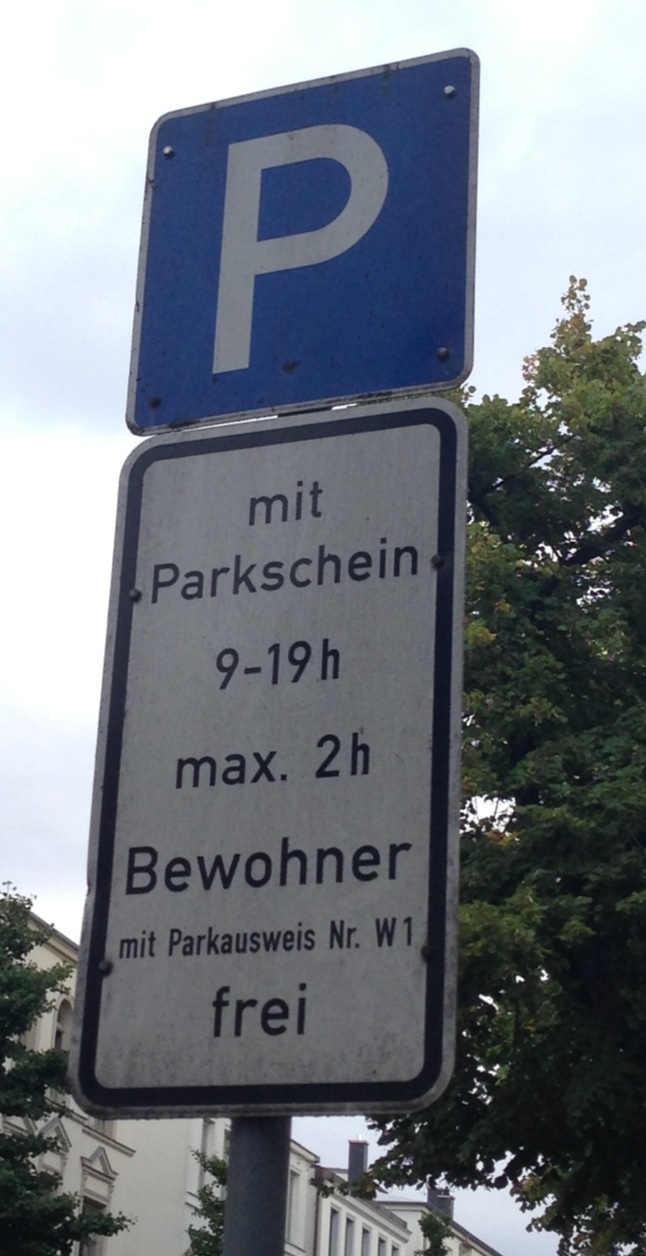 P
mit
Parkschein
9-19h
max. 2h
Bewohner
mit Parkausweis Nr. W1
frei